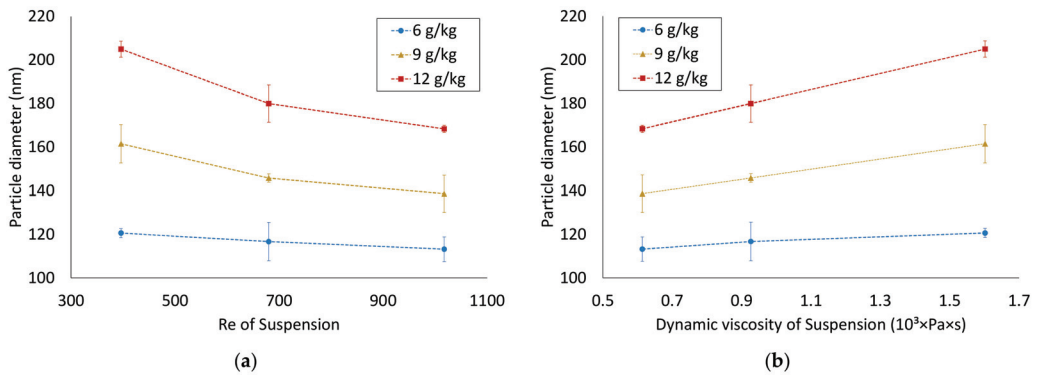 220
200
180
160
140
120
100
Particle diameter (nm)
6 g/kg
9 g/kg
12 g/kg
300 500 700 900 1100
Re of Suspension
(a)
220
200
180
160
140
120
100
Particle diameter (nm)
6 g/kg
9 g/kg
12 g/kg
0.5 0.7 0.9 1.1 1.3 1.5 1.7
Dynamic viscosity of Suspension (10³×Pa×s)
(b)